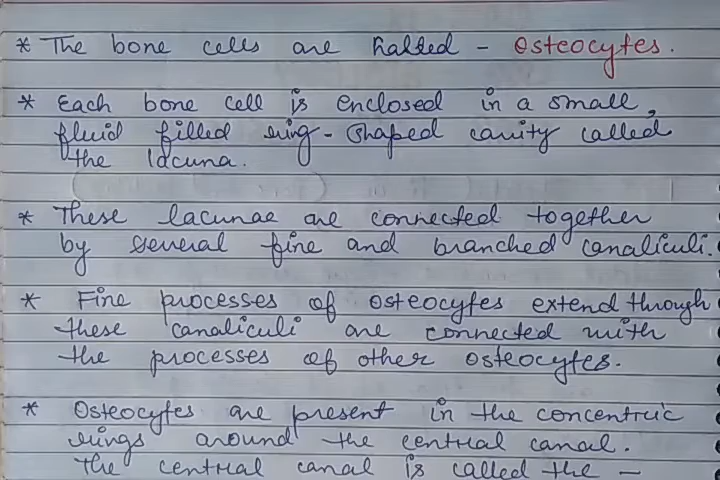 * The bone cells are halted - Osteocytes.
* Each bone cell is enclosed in a small,
fluid filled ring-shaped cavity called
the lacuna.
* These lacunae are connected together
by several fine and branched canaliculi.
* Fine processes of osteocytes extend through
these canaliculi are connected with
the processes of other osteocytes.
* Osteocytes are present in the concentric
rings around the central canal.
The central canal is called the -